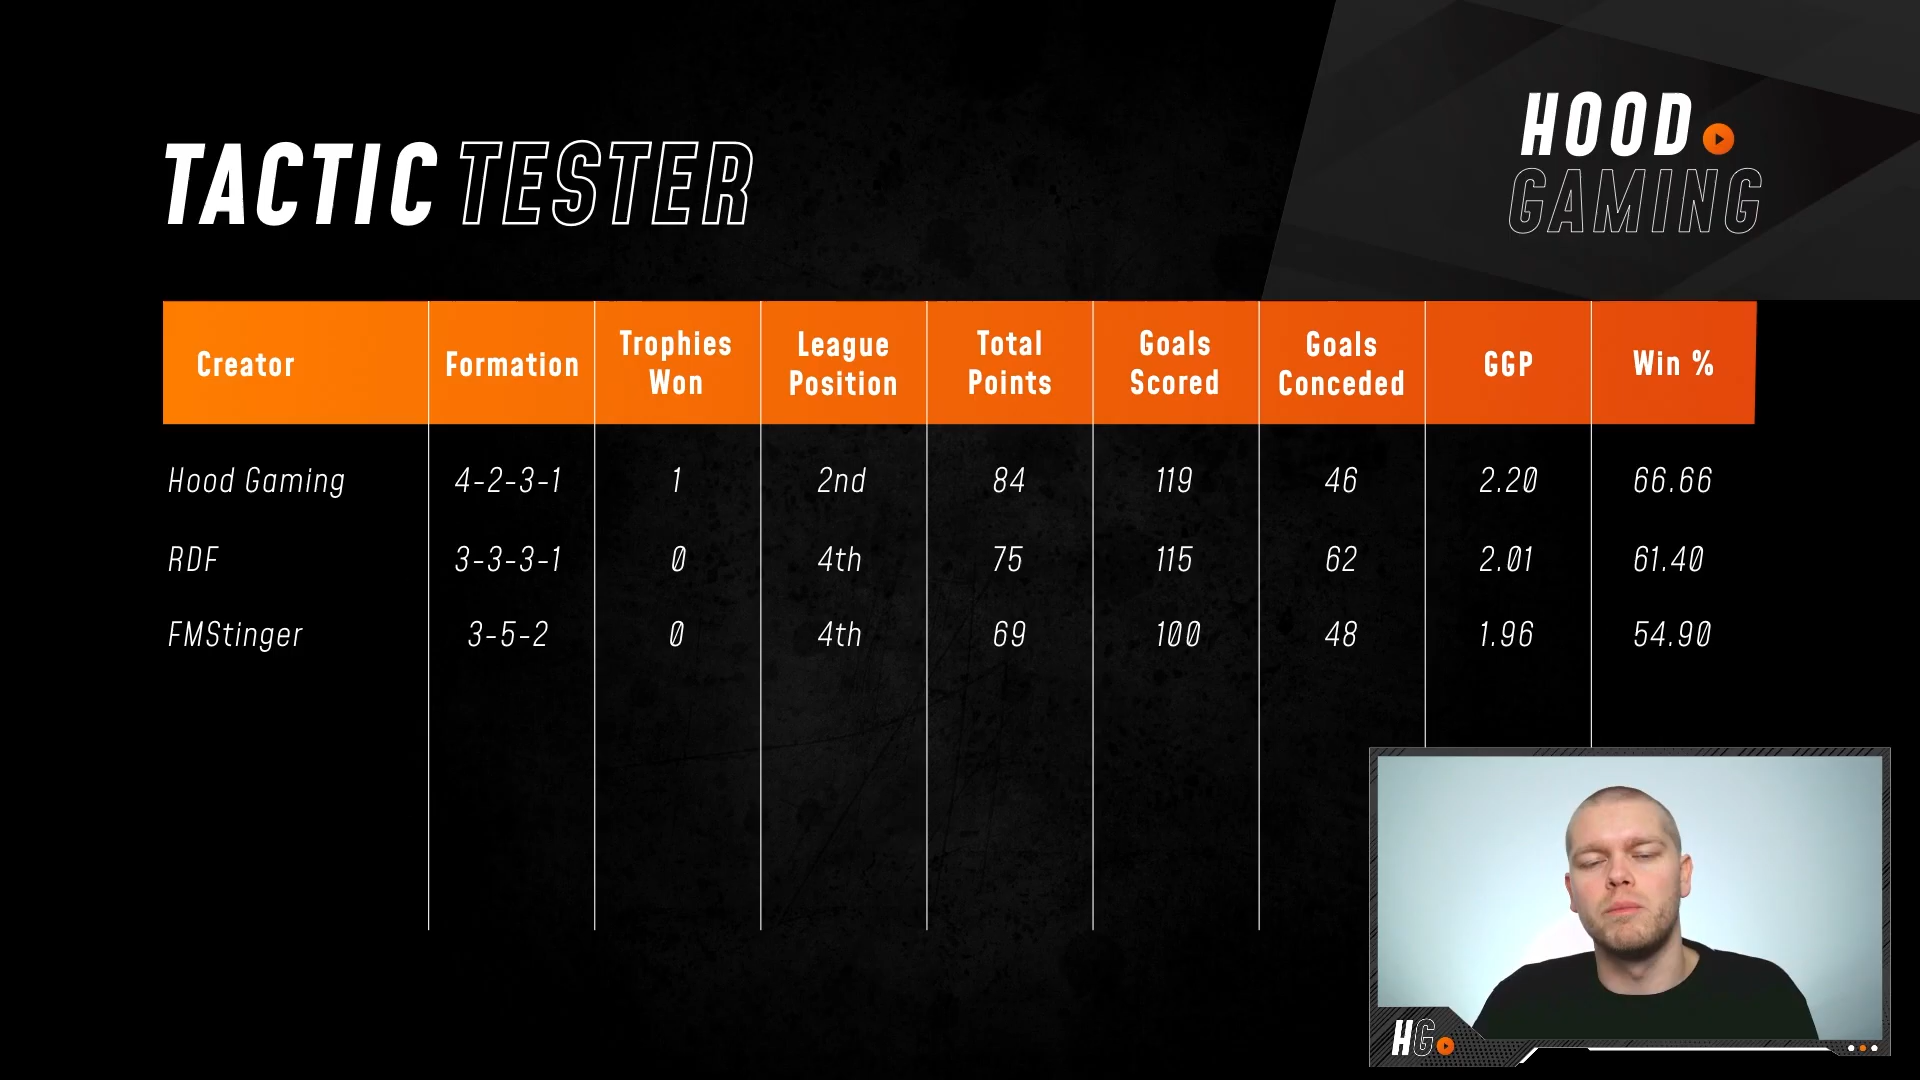 HOOD
GAMING
TACTIC TESTER
Creator Formation Trophies Won League Position Total Points Goals Scored Goals Conceded GGP Win %
Hood Gaming 4-2-3-1 1 2nd 84 119 46 2.20 66.66
RDF 3-3-3-1 0 4th 75 115 62 2.01 61.40
FMStinger 3-5-2 0 4th 69 100 48 1.96 54.90
HG